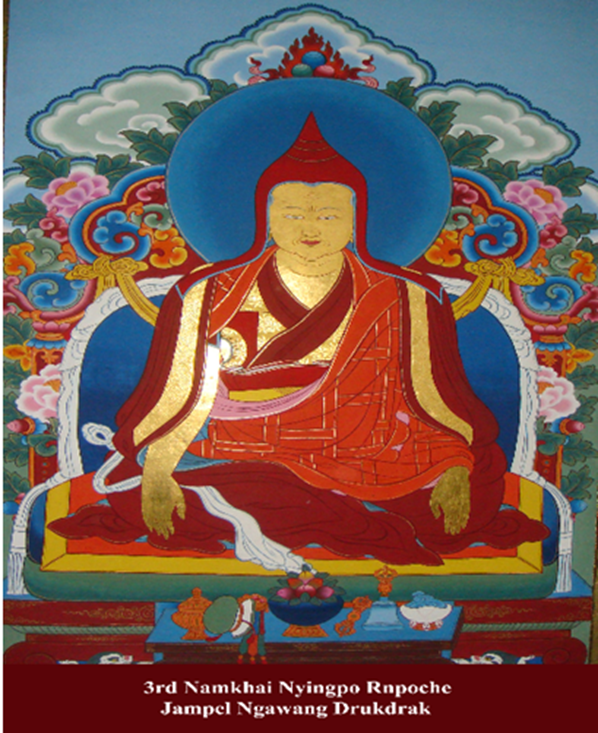 3rd Namkhai Nyingpo Rnpoche
Jampel Ngawang Drukdrak